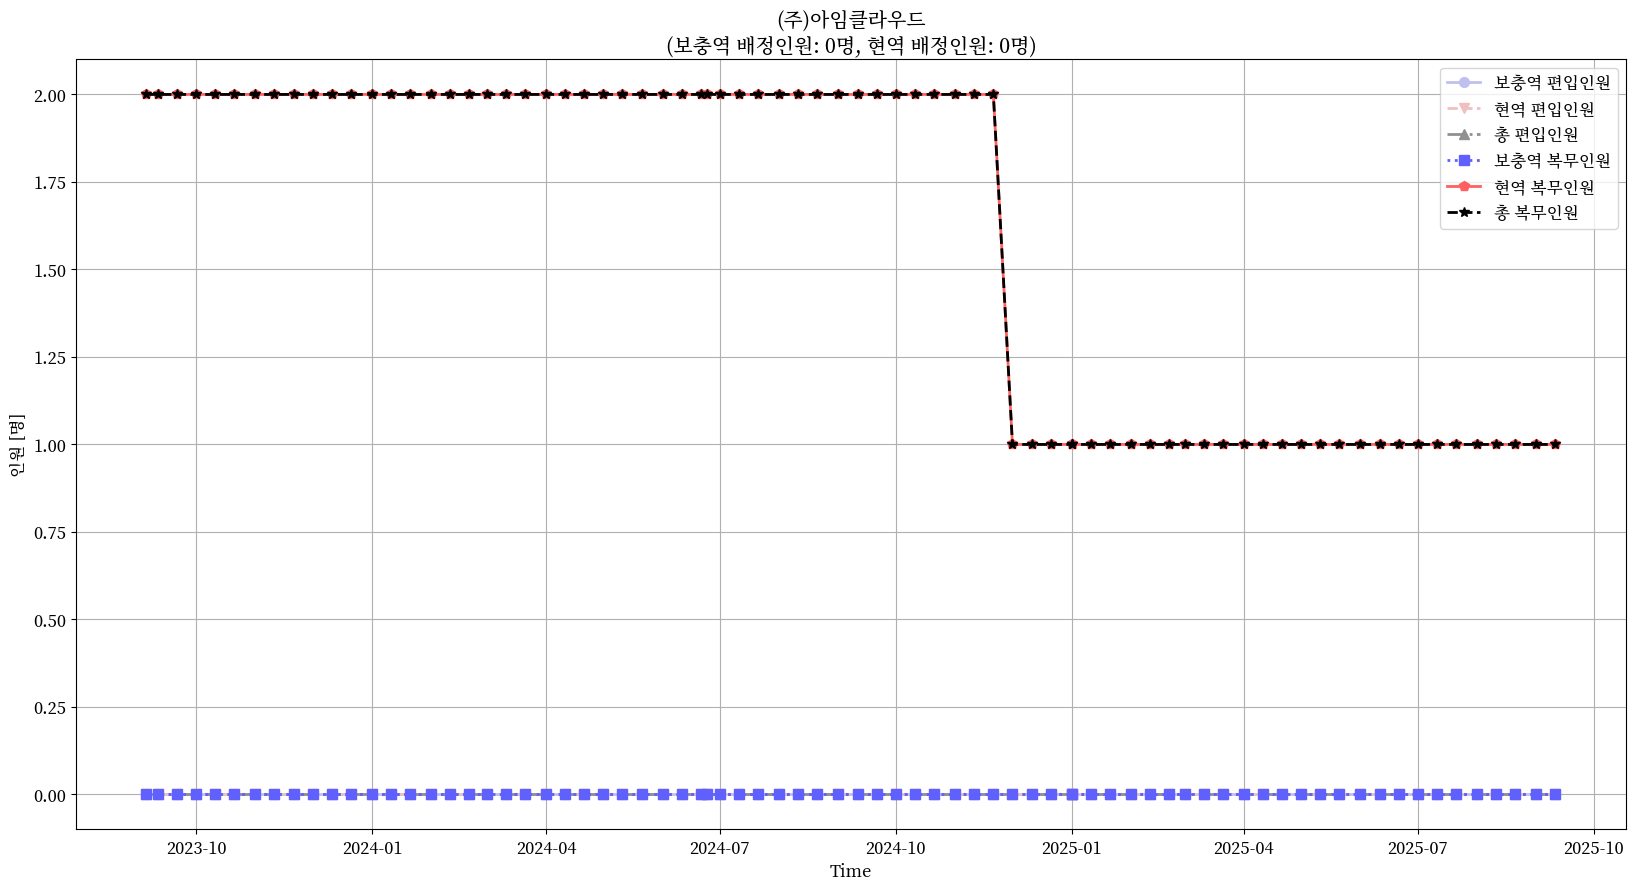 (주)아임클라우드
(보충역 배정인원: 0명, 현역 배정인원: 0명)
보충역 편입인원
현역 편입인원
총 편입인원
보충역 복무인원
현역 복무인원
총 복무인원
인원 [명]
2.00
1.75
1.50
1.25
1.00
0.75
0.50
0.25
0.00
2023-10
2024-01
2024-04
2024-07
2024-10
2025-01
2025-04
2025-07
2025-10
Time